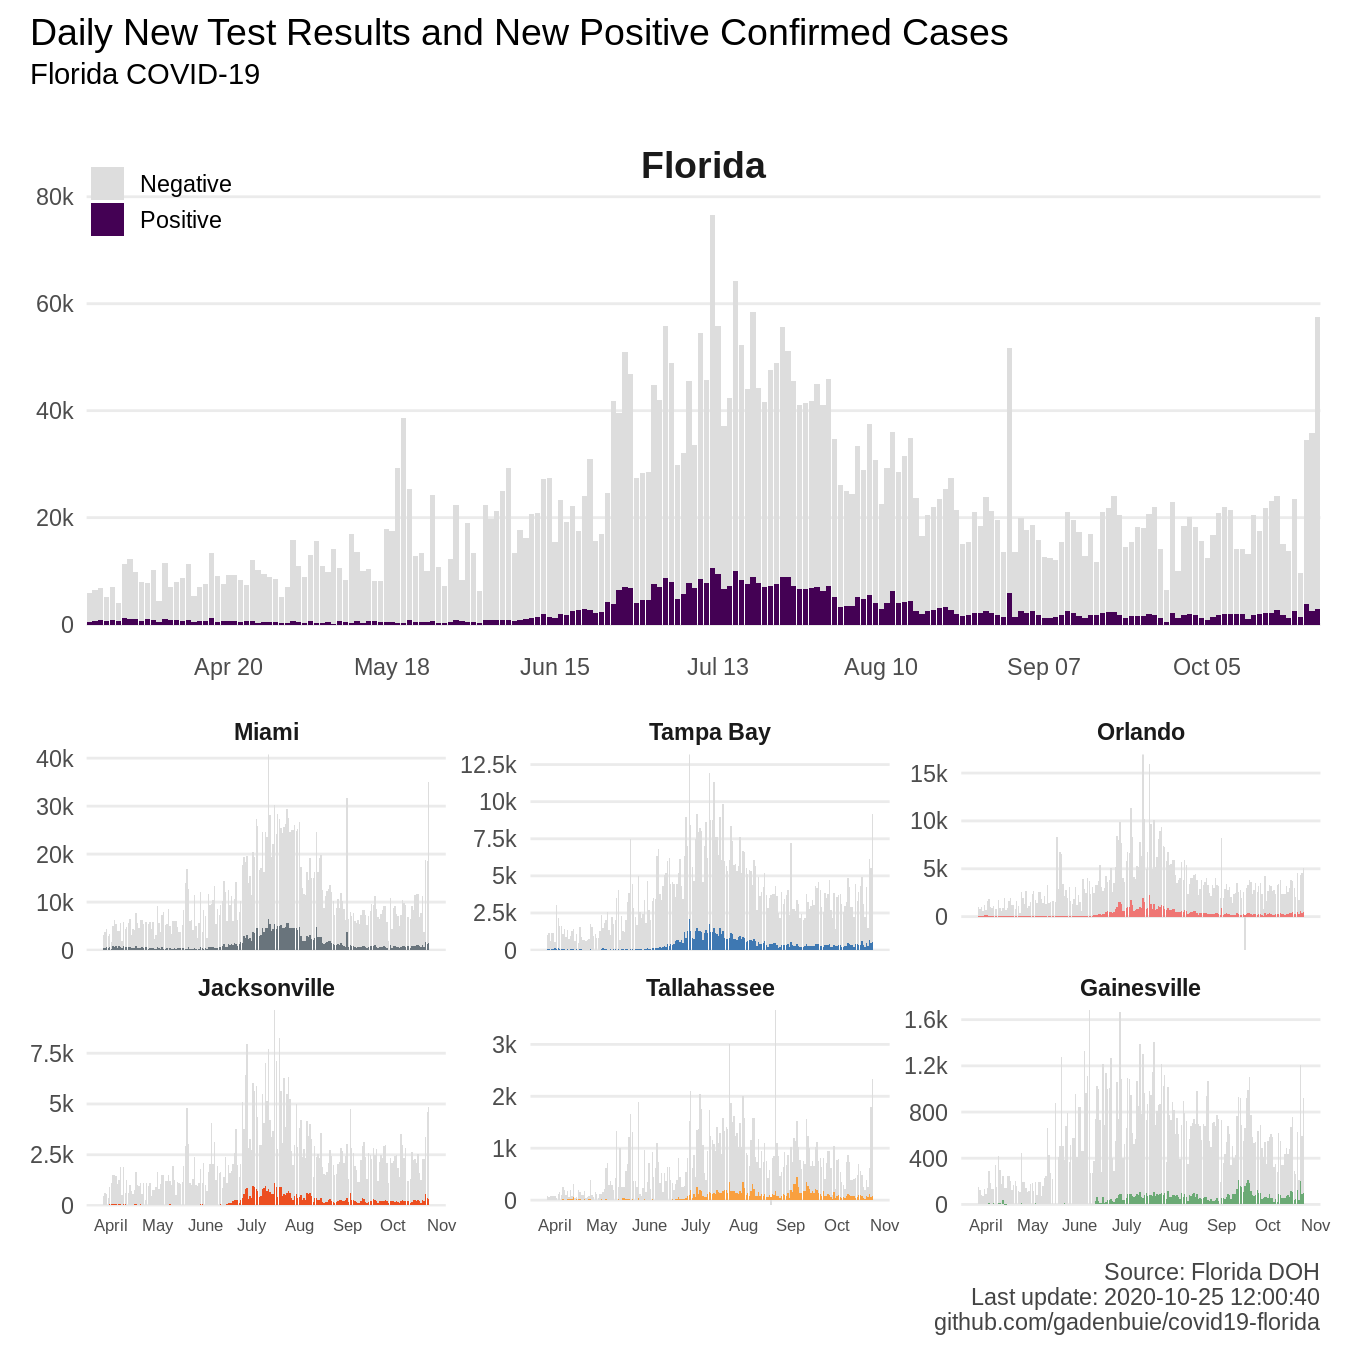 Daily New Test Results and New Positive Confirmed Cases
Florida COVID-19
Florida
Negative
Positive
80k
60k
40k
20k
0
Apr 20 May 18 Jun 15 Jul 13 Aug 10 Sep 07 Oct 05
Miami
40k
30k
20k
10k
0
Tampa Bay
12.5k
10k
7.5k
5k
2.5k
0
Orlando
15k
10k
5k
0
Jacksonville
7.5k
5k
2.5k
0
April May June July Aug Sep Oct Nov
Tallahassee
3k
2k
1k
0
April May June July Aug Sep Oct Nov
Gainesville
1.6k
1.2k
800
400
0
April May June July Aug Sep Oct Nov
Source: Florida DOH
Last update: 2020-10-25 12:00:40
github.com/gadenbuie/covid19-florida